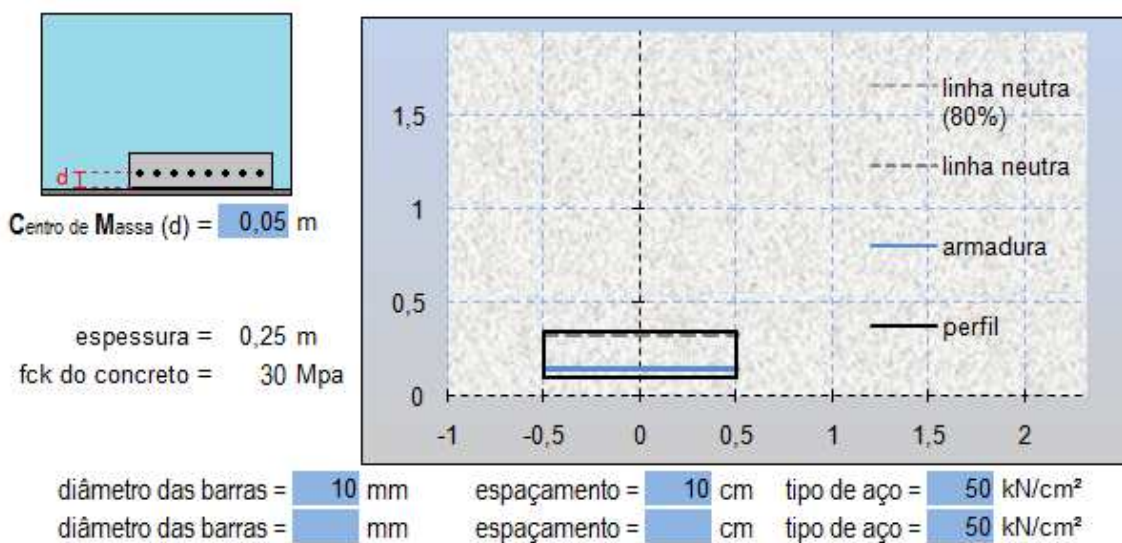 d
Centro de Massa (d) = 0,05 m
espessura = 0,25 m
fck do concreto = 30 Mpa
1,5
1
0,5
0
-1 -0,5 0 0,5 1 1,5 2
linha neutra
(80%)
linha neutra
armadura
perfil
diâmetro das barras = 10 mm espaçamento = 10 cm tipo de aço = 50 kN/cm²
diâmetro das barras = mm espaçamento = cm tipo de aço = 50 kN/cm²